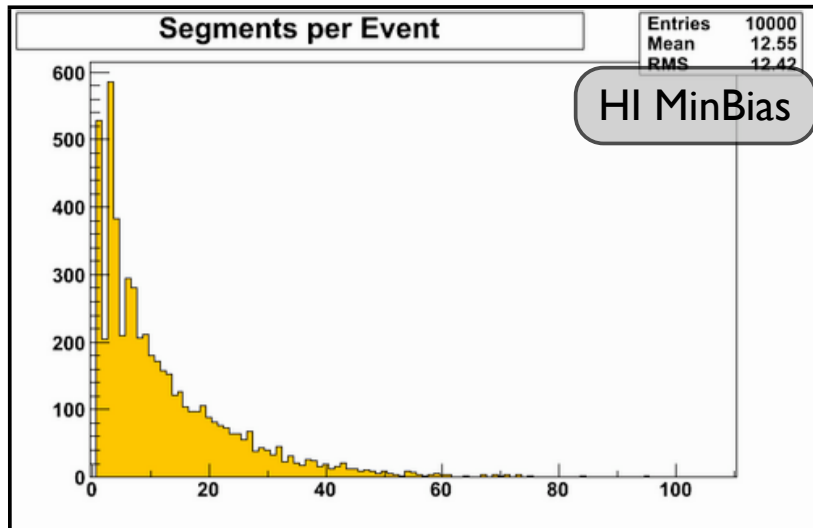 Segments per Event
Entries 10000
Mean 12.55
RMS 12.42
HI MinBias
600
500
400
300
200
100
0
0 20 40 60 80 100